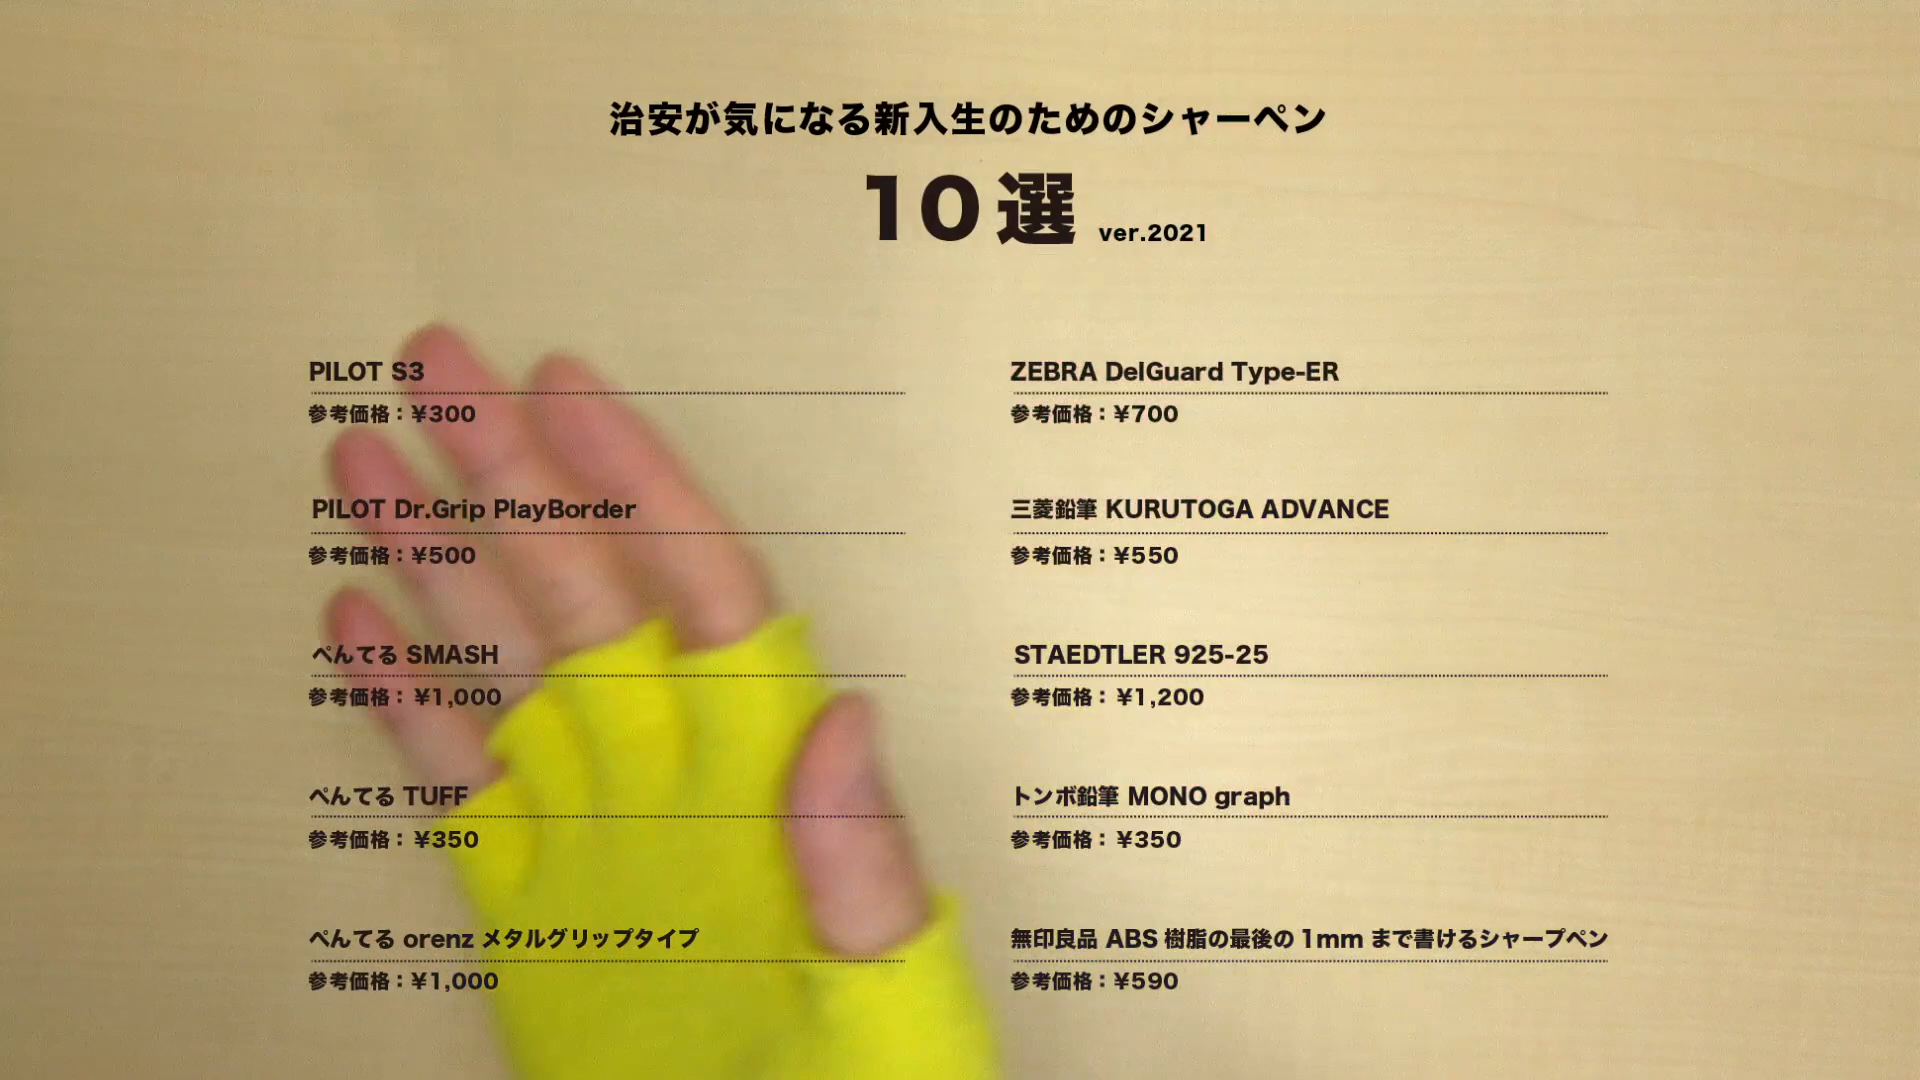 治安が気になる新入生のためのシャーペン
10選 ver.2021
PILOT S3
参考価格：¥300
PILOT Dr.Grip PlayBorder
参考価格：¥500
ぺんてる SMASH
参考価格：¥1,000
ぺんてる TUFF
参考価格：¥350
ぺんてる orenz メタルグリップタイプ
参考価格：¥1,000
ZEBRA DelGuard Type-ER
参考価格：¥700
三菱鉛筆 KURUTOGA ADVANCE
参考価格：¥550
STAEDTLER 925-25
参考価格：¥1,200
トンボ鉛筆 MONO graph
参考価格：¥350
無印良品 ABS 樹脂の最後の 1mm まで書けるシャープペン
参考価格：¥590